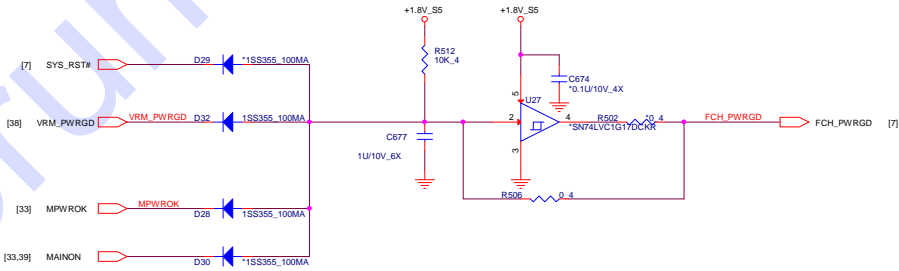 +1.8V_S5
+1.8V_S5
R512
10K_4
[7] SYS_RST#
D29
*1SS355_100MA
C674
*0.1U/10V_4X
5
U27
[38] VRM_PWRGD
VRM_PWRGD
D32
1SS355_100MA
2
4
R502
*0_4
FCH_PWRGD
FCH_PWRGD [7]
*SN74LVC1G17DCKR
C677
3
1U/10V_6X
R506
0_4
[33] MPWROK
MPWROK
D28
1SS355_100MA
[33,39] MAINON
D30
*1SS355_100MA